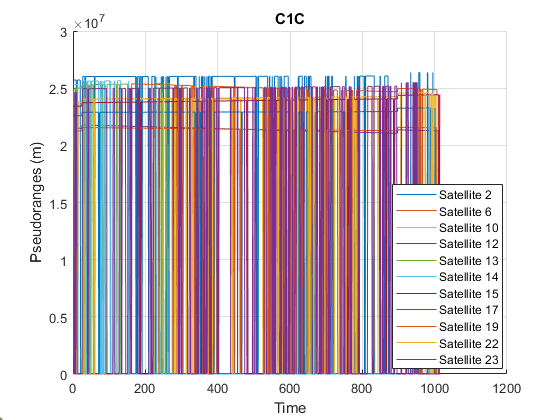 C1C
×10⁷
3
2.5
2
1.5
1
0.5
0
Pseudoranges (m)
0 200 400 600 800 1000 1200
Time
Satellite 2
Satellite 6
Satellite 10
Satellite 12
Satellite 13
Satellite 14
Satellite 15
Satellite 17
Satellite 19
Satellite 22
Satellite 23